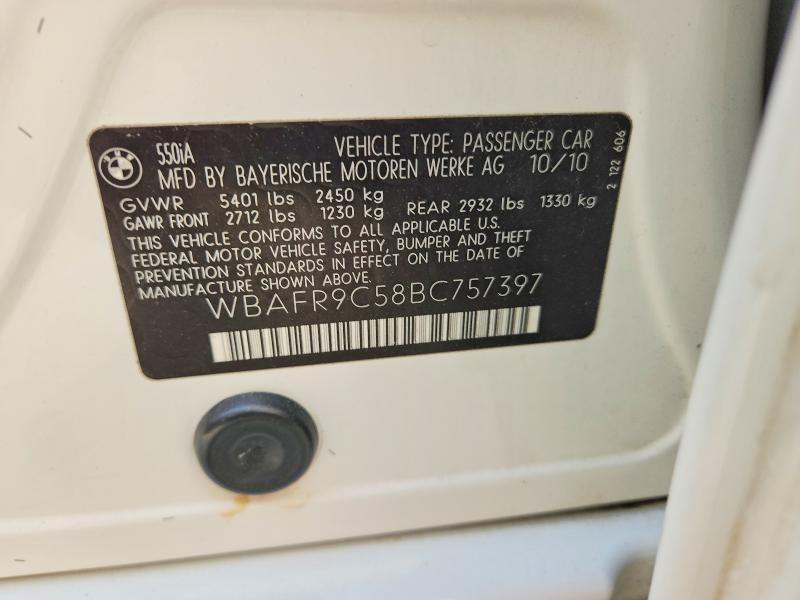 BMW
550iA VEHICLE TYPE: PASSENGER CAR
MFD BY BAYERISCHE MOTOREN WERKE AG 10/10
GVWR 5401 lbs 2450 kg
GAWR FRONT 2712 lbs 1230 kg REAR 2932 lbs 1330 kg
THIS VEHICLE CONFORMS TO ALL APPLICABLE U.S.
FEDERAL MOTOR VEHICLE SAFETY, BUMPER AND THEFT
PREVENTION STANDARDS IN EFFECT ON THE DATE OF
MANUFACTURE SHOWN ABOVE.
WBAFR9C58BC757397
2 122 606